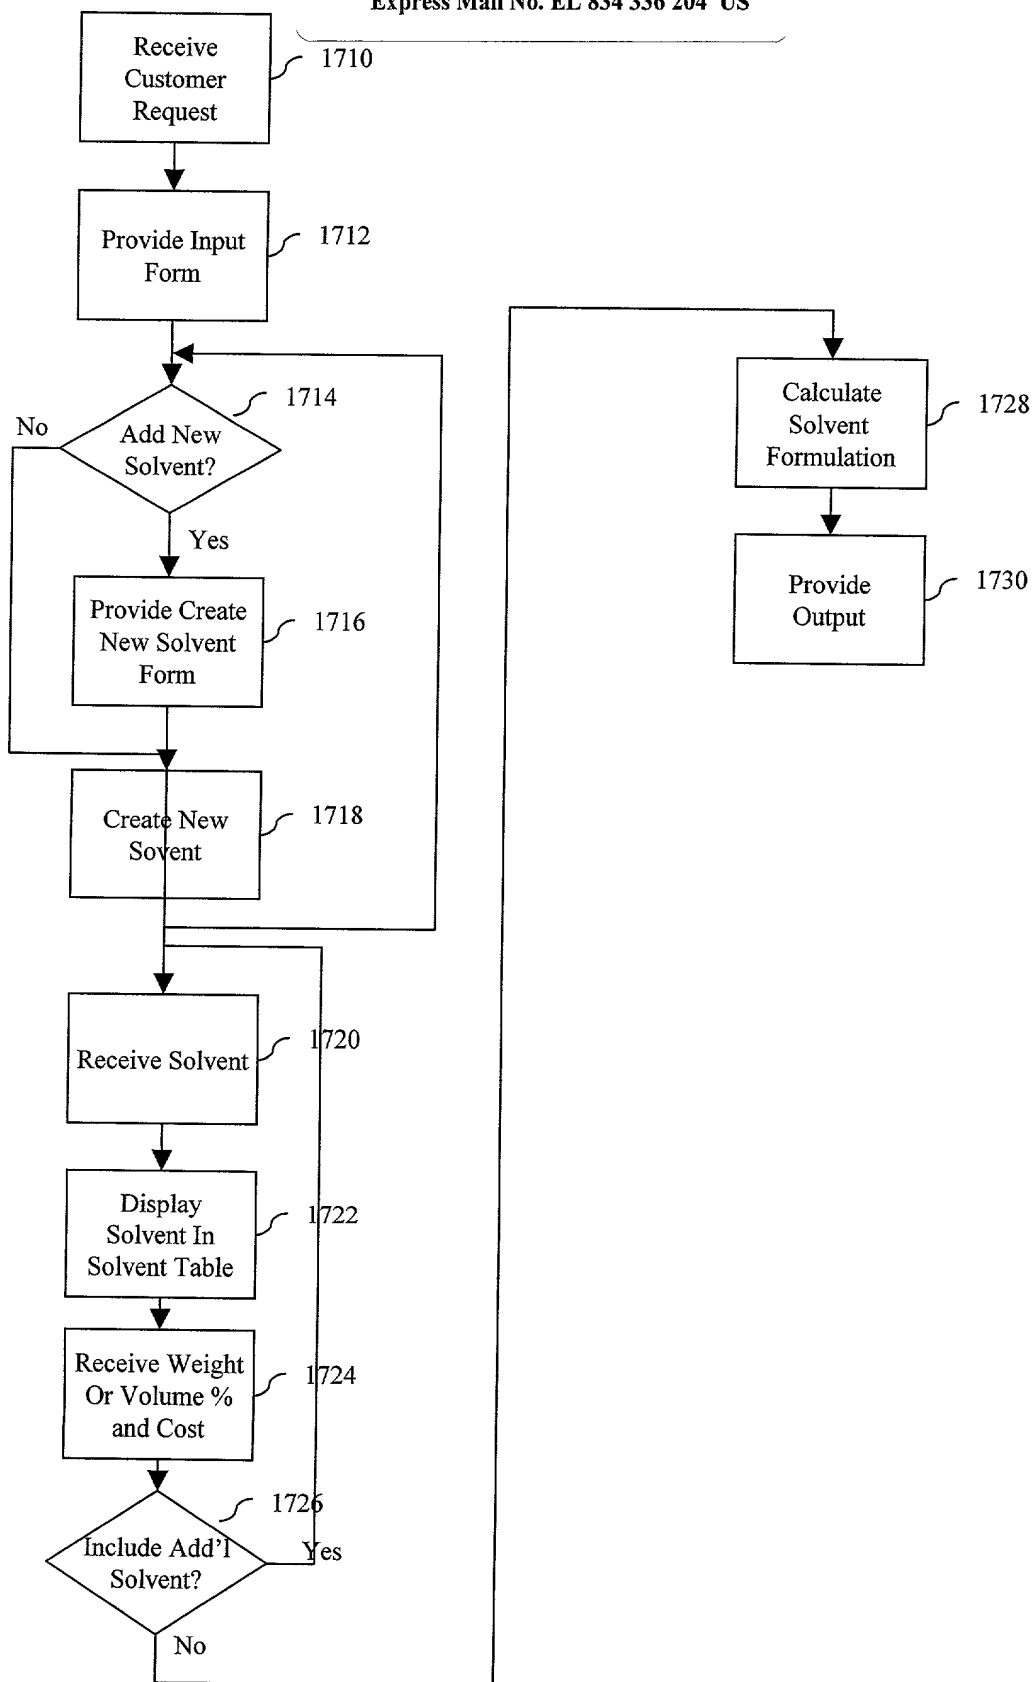 Express Mail No. EL 834 336 204 US
Receive
Customer
Request
1710
Provide Input
Form
1712
Add New
Solvent?
1714
No
Yes
Provide Create
New Solvent
Form
1716
Create New
Sovent
1718
Receive Solvent
1720
Display
Solvent In
Solvent Table
1722
Receive Weight
Or Volume %
and Cost
1724
Include Add'l
Solvent?
1726
Yes
No
Calculate
Solvent
Formulation
1728
Provide
Output
1730